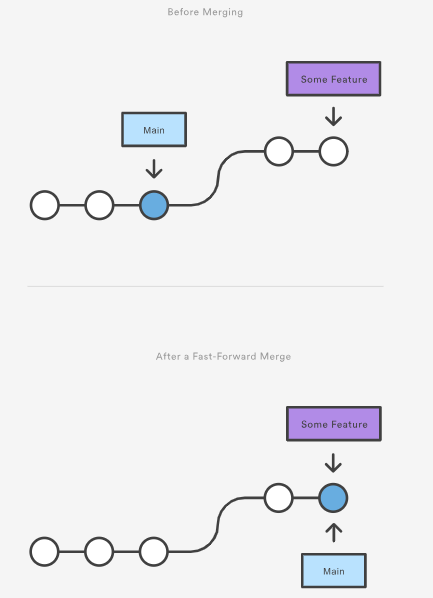 Before Merging
Some Feature
Main
After a Fast-Forward Merge
Some Feature
Main